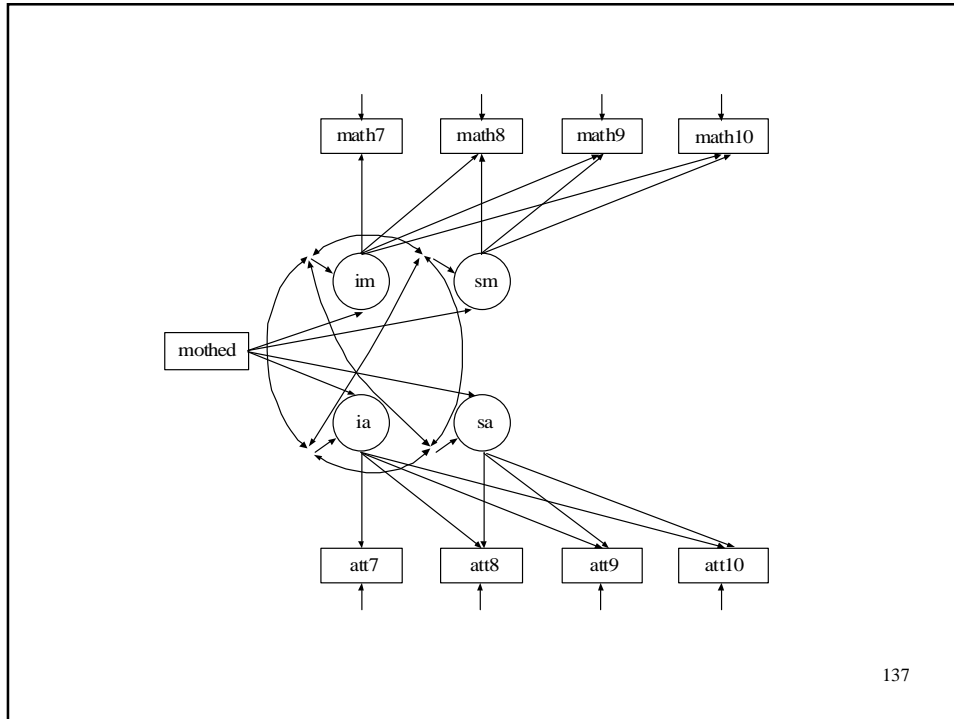 math7 math8 math9 math10
im sm
mothed
ia sa
att7 att8 att9 att10
137